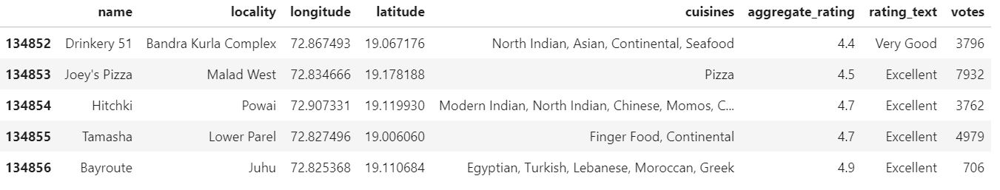 name locality longitude latitude cuisines aggregate_rating rating_text votes
134852 Drinkery 51 Bandra Kurla Complex 72.867493 19.067176 North Indian, Asian, Continental, Seafood 4.4 Very Good 3796
134853 Joey's Pizza Malad West 72.834666 19.178188 Pizza 4.5 Excellent 7932
134854 Hitchki Powai 72.907331 19.119930 Modern Indian, North Indian, Chinese, Momos, C... 4.7 Excellent 3762
134855 Tamasha Lower Parel 72.827496 19.006060 Finger Food, Continental 4.7 Excellent 4979
134856 Bayroute Juhu 72.825368 19.110684 Egyptian, Turkish, Lebanese, Moroccan, Greek 4.9 Excellent 706